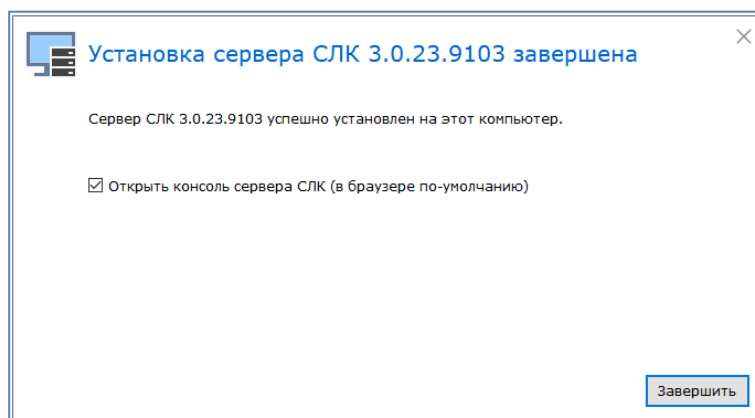 Установка сервера СЛК 3.0.23.9103 завершена
Сервер СЛК 3.0.23.9103 успешно установлен на этот компьютер.
Открыть консоль сервера СЛК (в браузере по-умолчанию)
Завершить